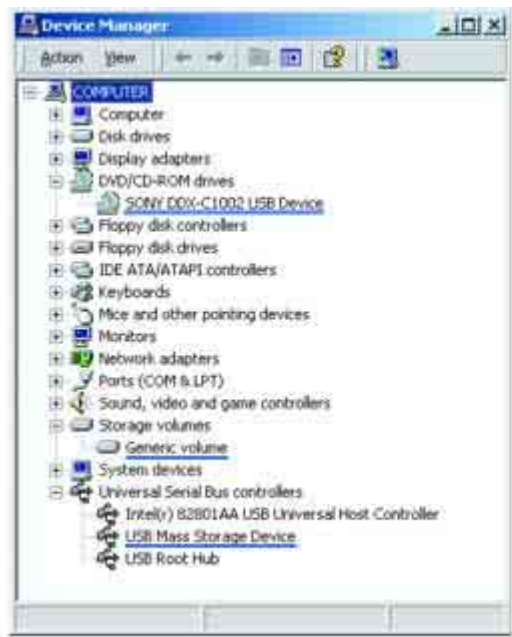 Device Manager
Action View
COMPUTER
Computer
Disk drives
Display adapters
DVD/CD-ROM drives
SONY DDX-C1002 USB Device
Floppy disk controllers
Floppy disk drives
IDE ATA/ATAPI controllers
Keyboards
Mice and other pointing devices
Monitors
Network adapters
Ports (COM & LPT)
Sound, video and game controllers
Storage volumes
Generic volume
System devices
Universal Serial Bus controllers
Intel(r) 82801AA USB Universal Host Controller
USB Mass Storage Device
USB Root Hub